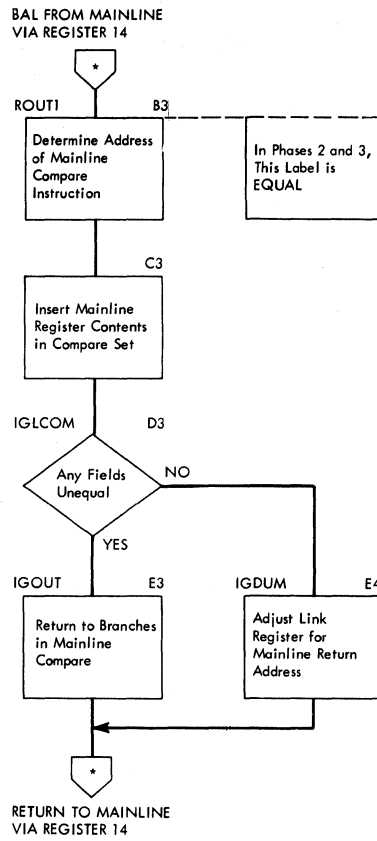 BAL FROM MAINLINE
VIA REGISTER 14
*
ROUT1 B3
Determine Address
of Mainline
Compare
Instruction
In Phases 2 and 3,
This Label is
EQUAL
C3
Insert Mainline
Register Contents
in Compare Set
IGLCOM D3
Any Fields
Unequal
NO
YES
IGOUT E3
Return to Branches
in Mainline
Compare
IGDUM E4
Adjust Link
Register for
Mainline Return
Address
*
RETURN TO MAINLINE
VIA REGISTER 14